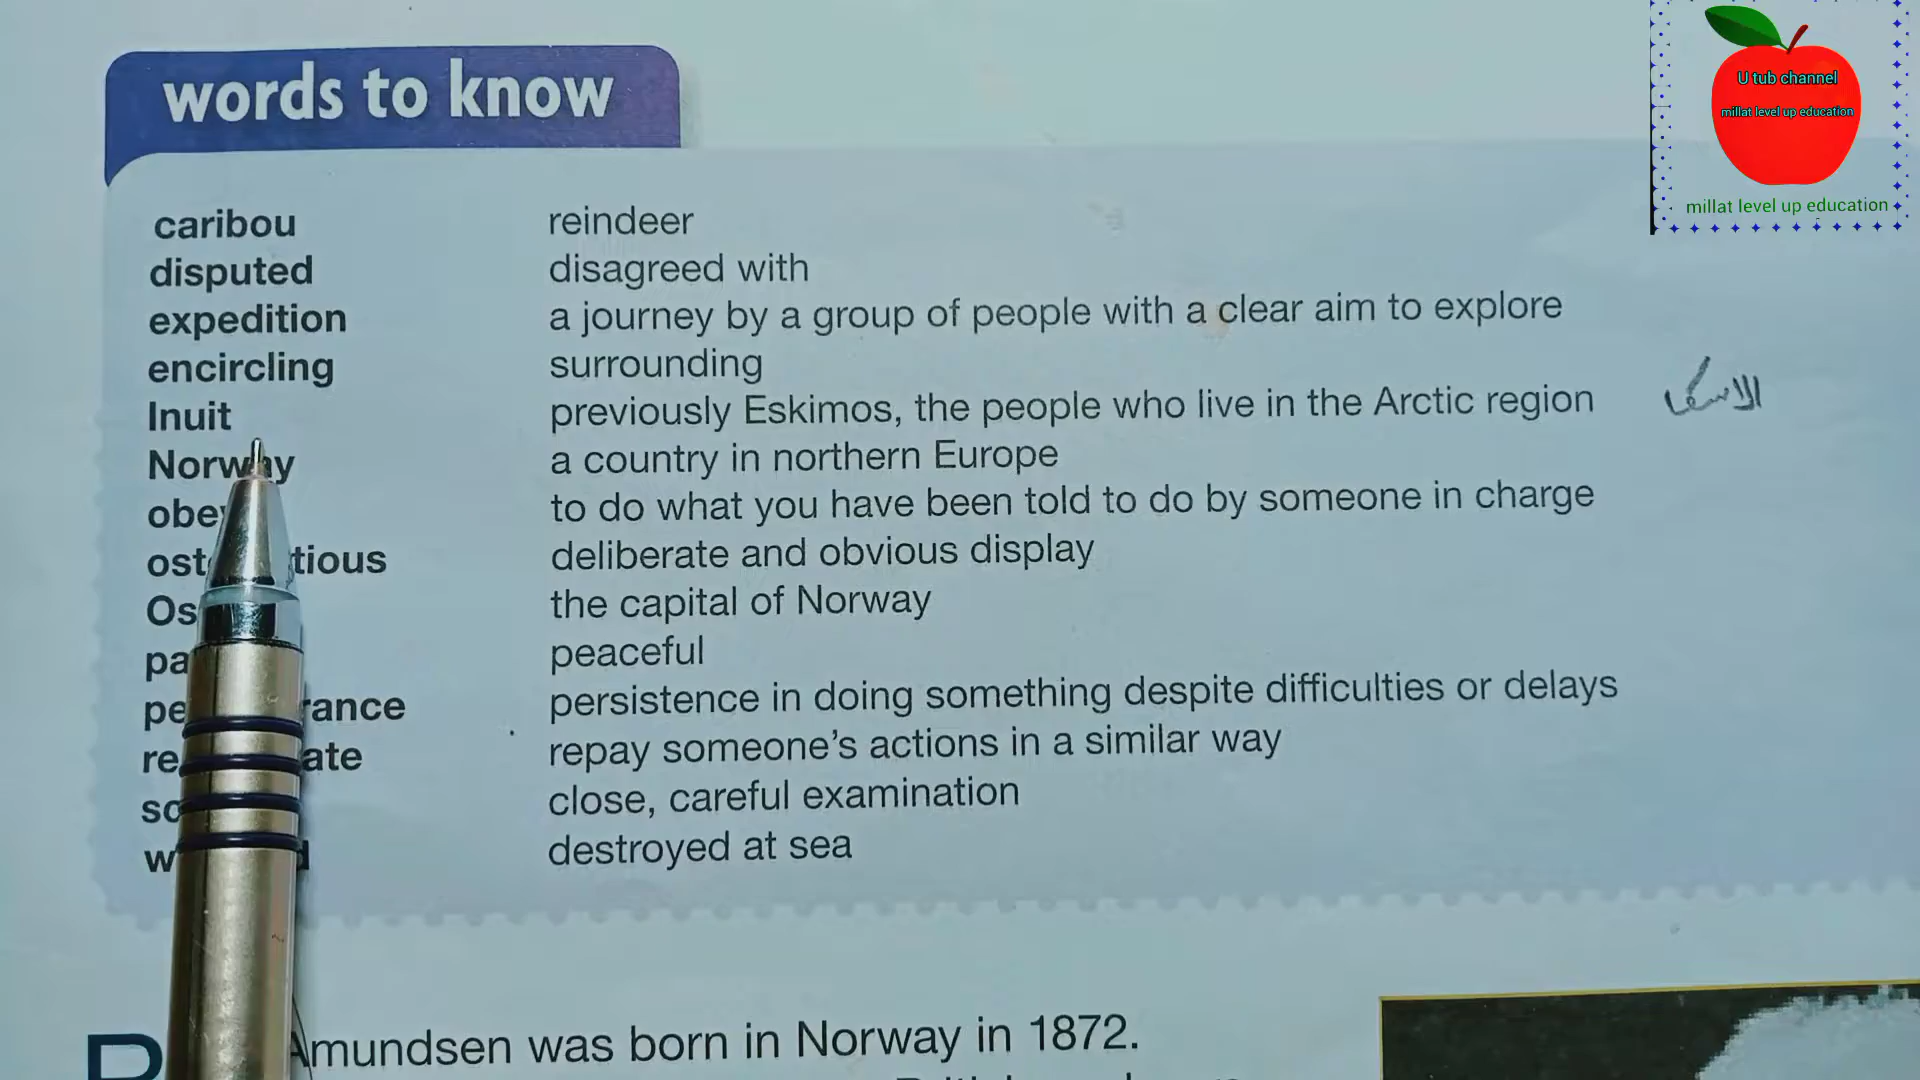 words to know
U tub channel
millat level up education
millat level up education
caribou reindeer
disputed disagreed with
expedition a journey by a group of people with a clear aim to explore
encircling surrounding
Inuit previously Eskimos, the people who live in the Arctic region
Norway a country in northern Europe
to do what you have been told to do by someone in charge
deliberate and obvious display
the capital of Norway
peaceful
persistence in doing something despite difficulties or delays
repay someone's actions in a similar way
close, careful examination
destroyed at sea
Amundsen was born in Norway in 1872.